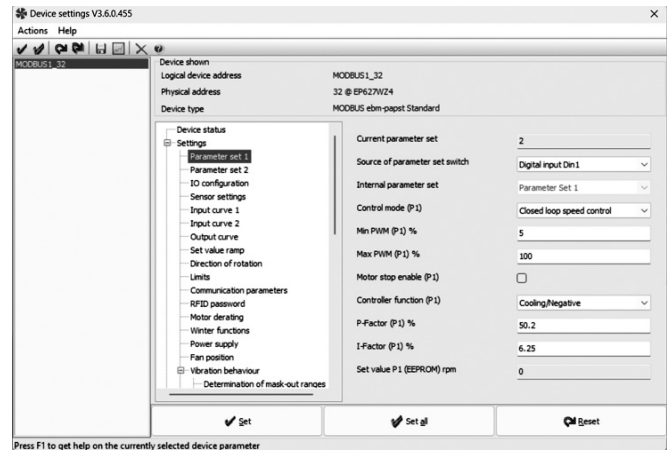 Device settings V3.6.0.455
Actions Help
MODBUS1_32
Device shown
Logical device address MODBUS1_32
Physical address 32 @ EP627WZ4
Device type MODBUS ebm-papst Standard
Device status
Settings
Parameter set 1
Parameter set 2
IO configuration
Sensor settings
Input curve 1
Input curve 2
Output curve
Set value ramp
Direction of rotation
Limits
Communication parameters
RFID password
Motor derating
Winter functions
Power supply
Fan position
Vibration behaviour
Determination of mask-out ranges
Current parameter set 2
Source of parameter set switch Digital input Din1
Internal parameter set Parameter Set 1
Control mode (P1) Closed loop speed control
Min PWM (P1) % 5
Max PWM (P1) % 100
Motor stop enable (P1)
Controller function (P1) Cooling/Negative
P-Factor (P1) % 50.2
I-Factor (P1) % 6.25
Set value P1 (EEPROM) rpm 0
Set Set all Reset
Press F1 to get help on the currently selected device parameter